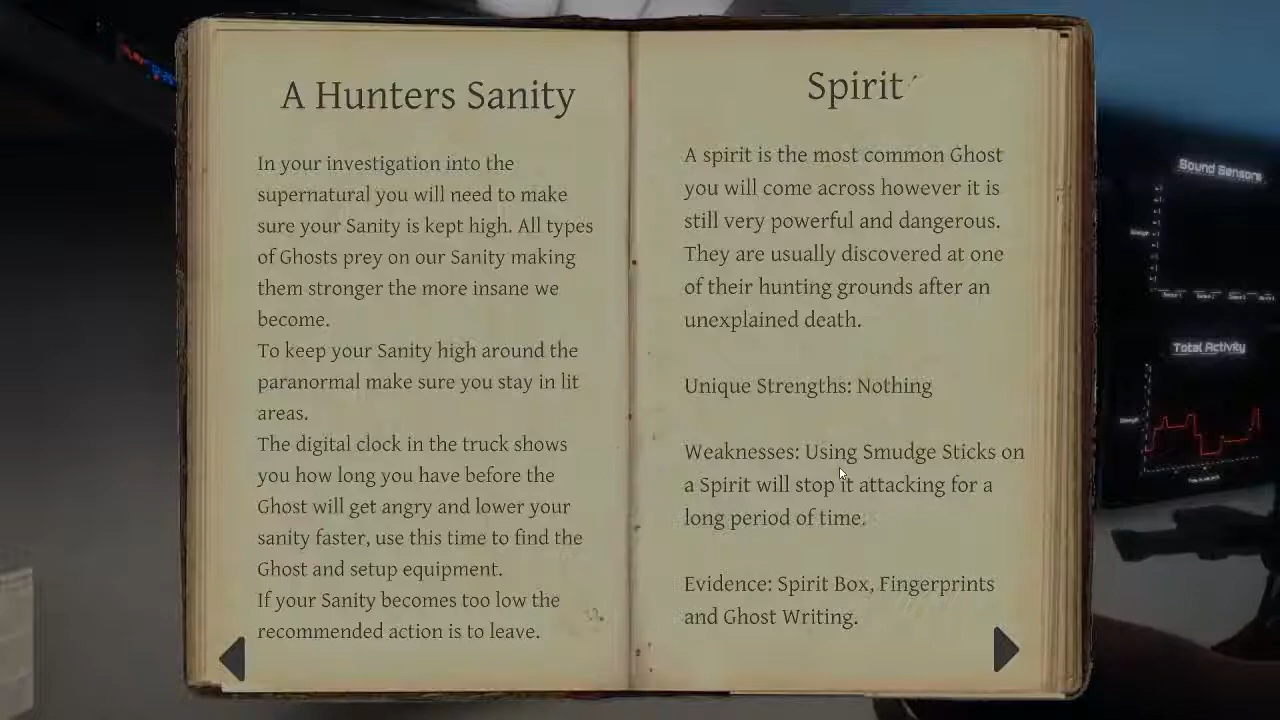 A Hunters Sanity
In your investigation into the
supernatural you will need to make
sure your Sanity is kept high. All types
of Ghosts prey on our Sanity making
them stronger the more insane we
become.
To keep your Sanity high around the
paranormal make sure you stay in lit
areas.
The digital clock in the truck shows
you how long you have before the
Ghost will get angry and lower your
sanity faster, use this time to find the
Ghost and setup equipment.
If your Sanity becomes too low the
recommended action is to leave.
Spirit
A spirit is the most common Ghost
you will come across however it is
still very powerful and dangerous.
They are usually discovered at one
of their hunting grounds after an
unexplained death.
Unique Strengths: Nothing
Weaknesses: Using Smudge Sticks on
a Spirit will stop it attacking for a
long period of time.
Evidence: Spirit Box, Fingerprints
and Ghost Writing.
Sound Sensors
Total Activity